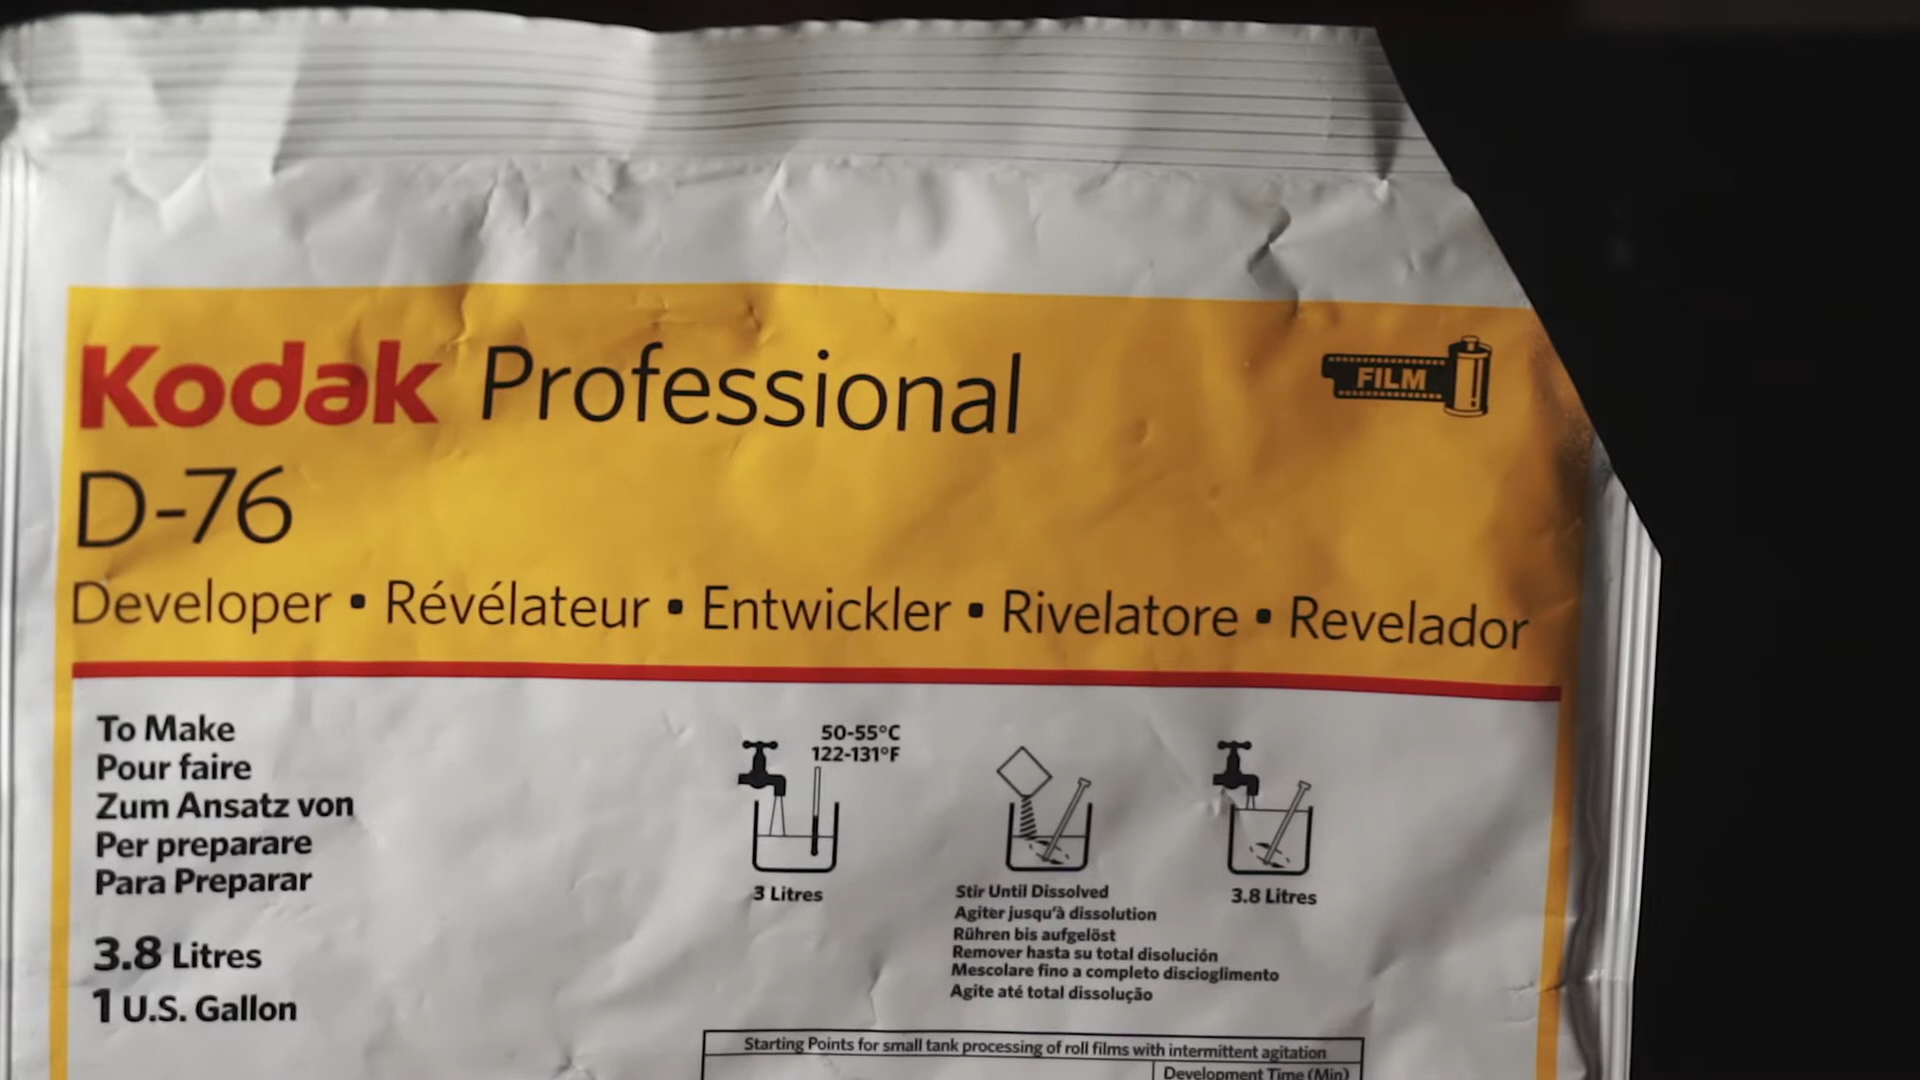 Kodak Professional
FILM
D-76
Developer • Révélateur • Entwickler • Rivelatore • Revelador
To Make
Pour faire
Zum Ansatz von
Per preparare
Para Preparar
3.8 Litres
1 U.S. Gallon
50-55°C
122-131°F
3 Litres
Stir Until Dissolved
Agiter jusqu'à dissolution
Rühren bis aufgelöst
Remover hasta su total disolución
Mescolare fino a completo discioglimento
Agite até total dissolução
3.8 Litres
Starting Points for small tank processing of roll films with intermittent agitation
Development Time (Min)